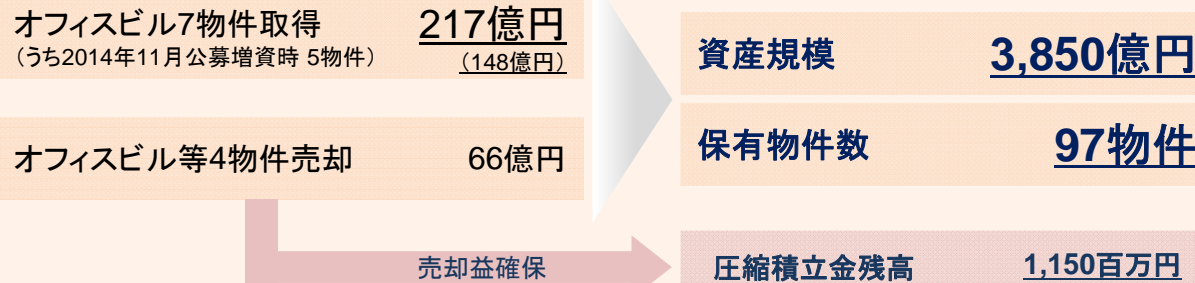 オフィスビル7物件取得 217億円
（うち2014年11月公募増資時 5物件） （148億円）
オフィスビル等4物件売却 66億円
資産規模 3,850億円
保有物件数 97物件
売却益確保
圧縮積立金残高 1,150百万円